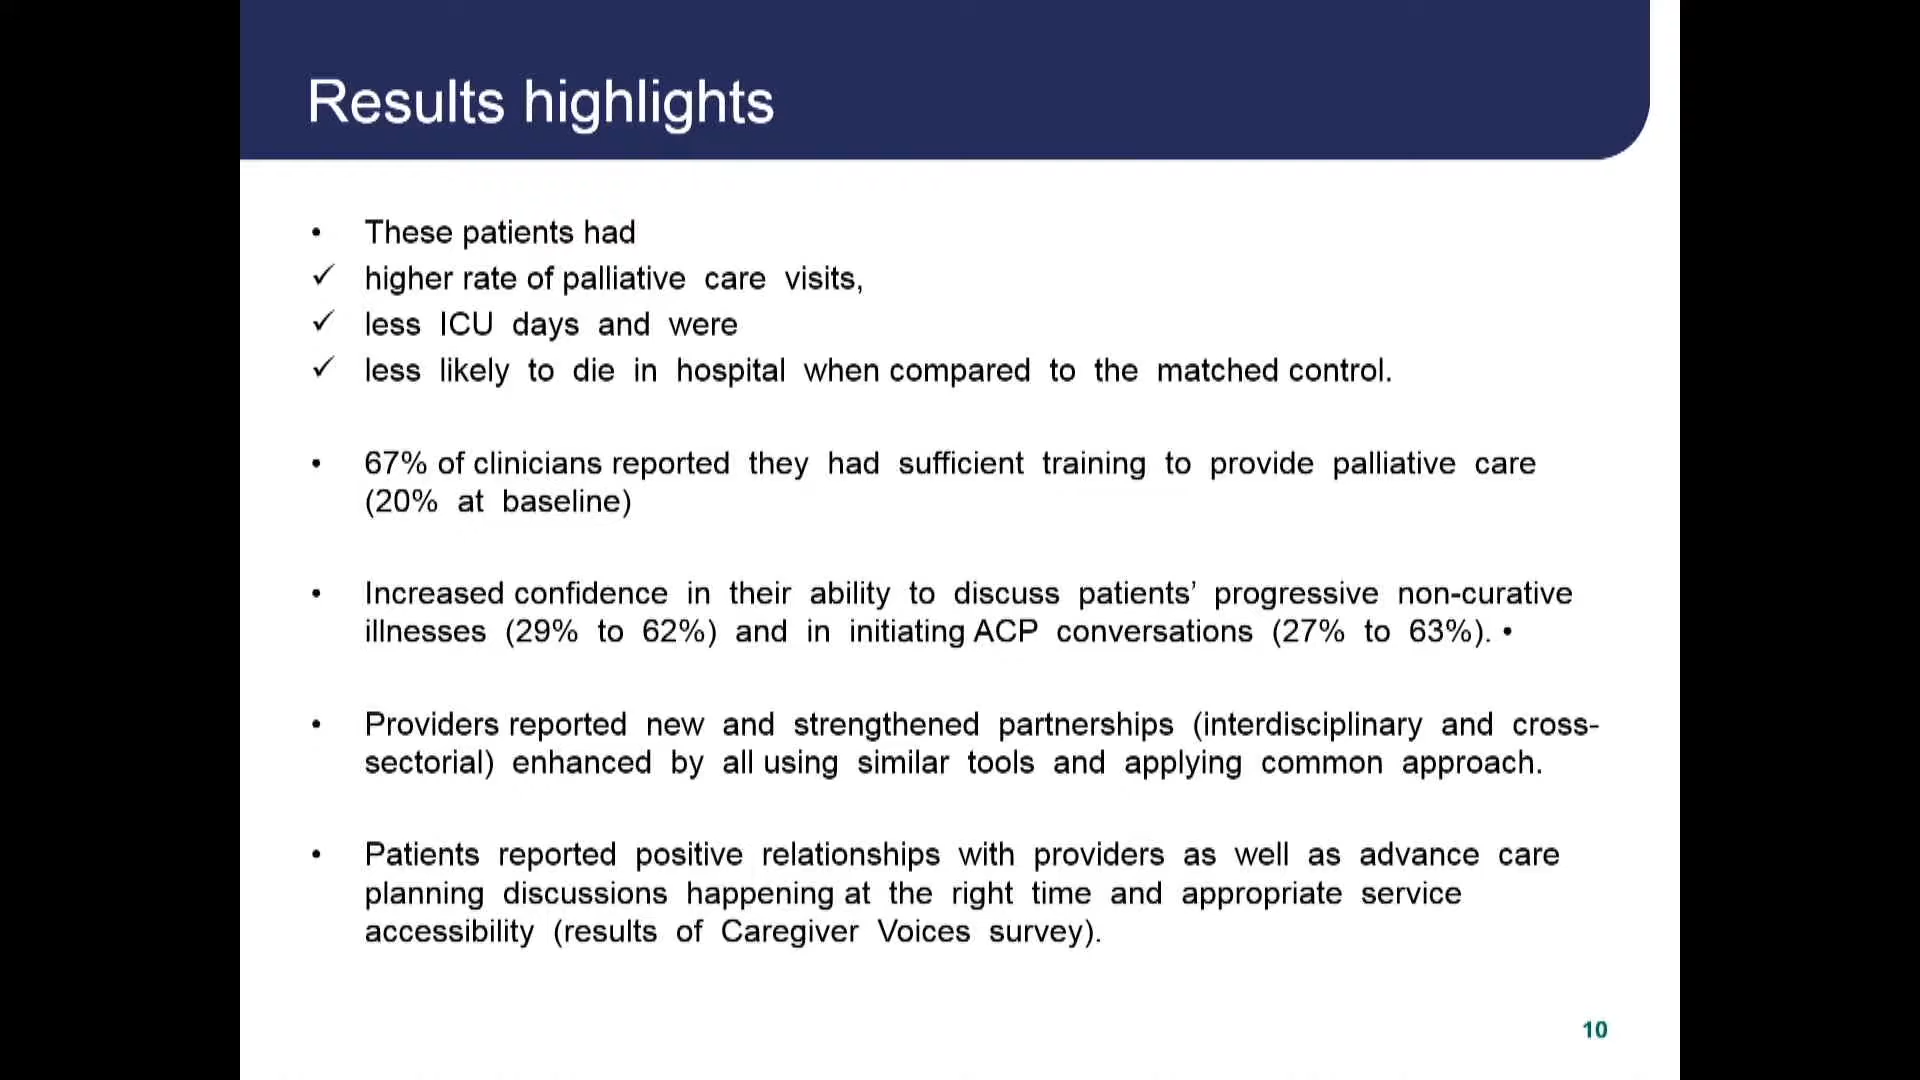 Results highlights
• These patients had
✓ higher rate of palliative care visits,
✓ less ICU days and were
✓ less likely to die in hospital when compared to the matched control.
• 67% of clinicians reported they had sufficient training to provide palliative care
(20% at baseline)
• Increased confidence in their ability to discuss patients’ progressive non-curative
illnesses (29% to 62%) and in initiating ACP conversations (27% to 63%). •
• Providers reported new and strengthened partnerships (interdisciplinary and cross-
sectorial) enhanced by all using similar tools and applying common approach.
• Patients reported positive relationships with providers as well as advance care
planning discussions happening at the right time and appropriate service
accessibility (results of Caregiver Voices survey).
10